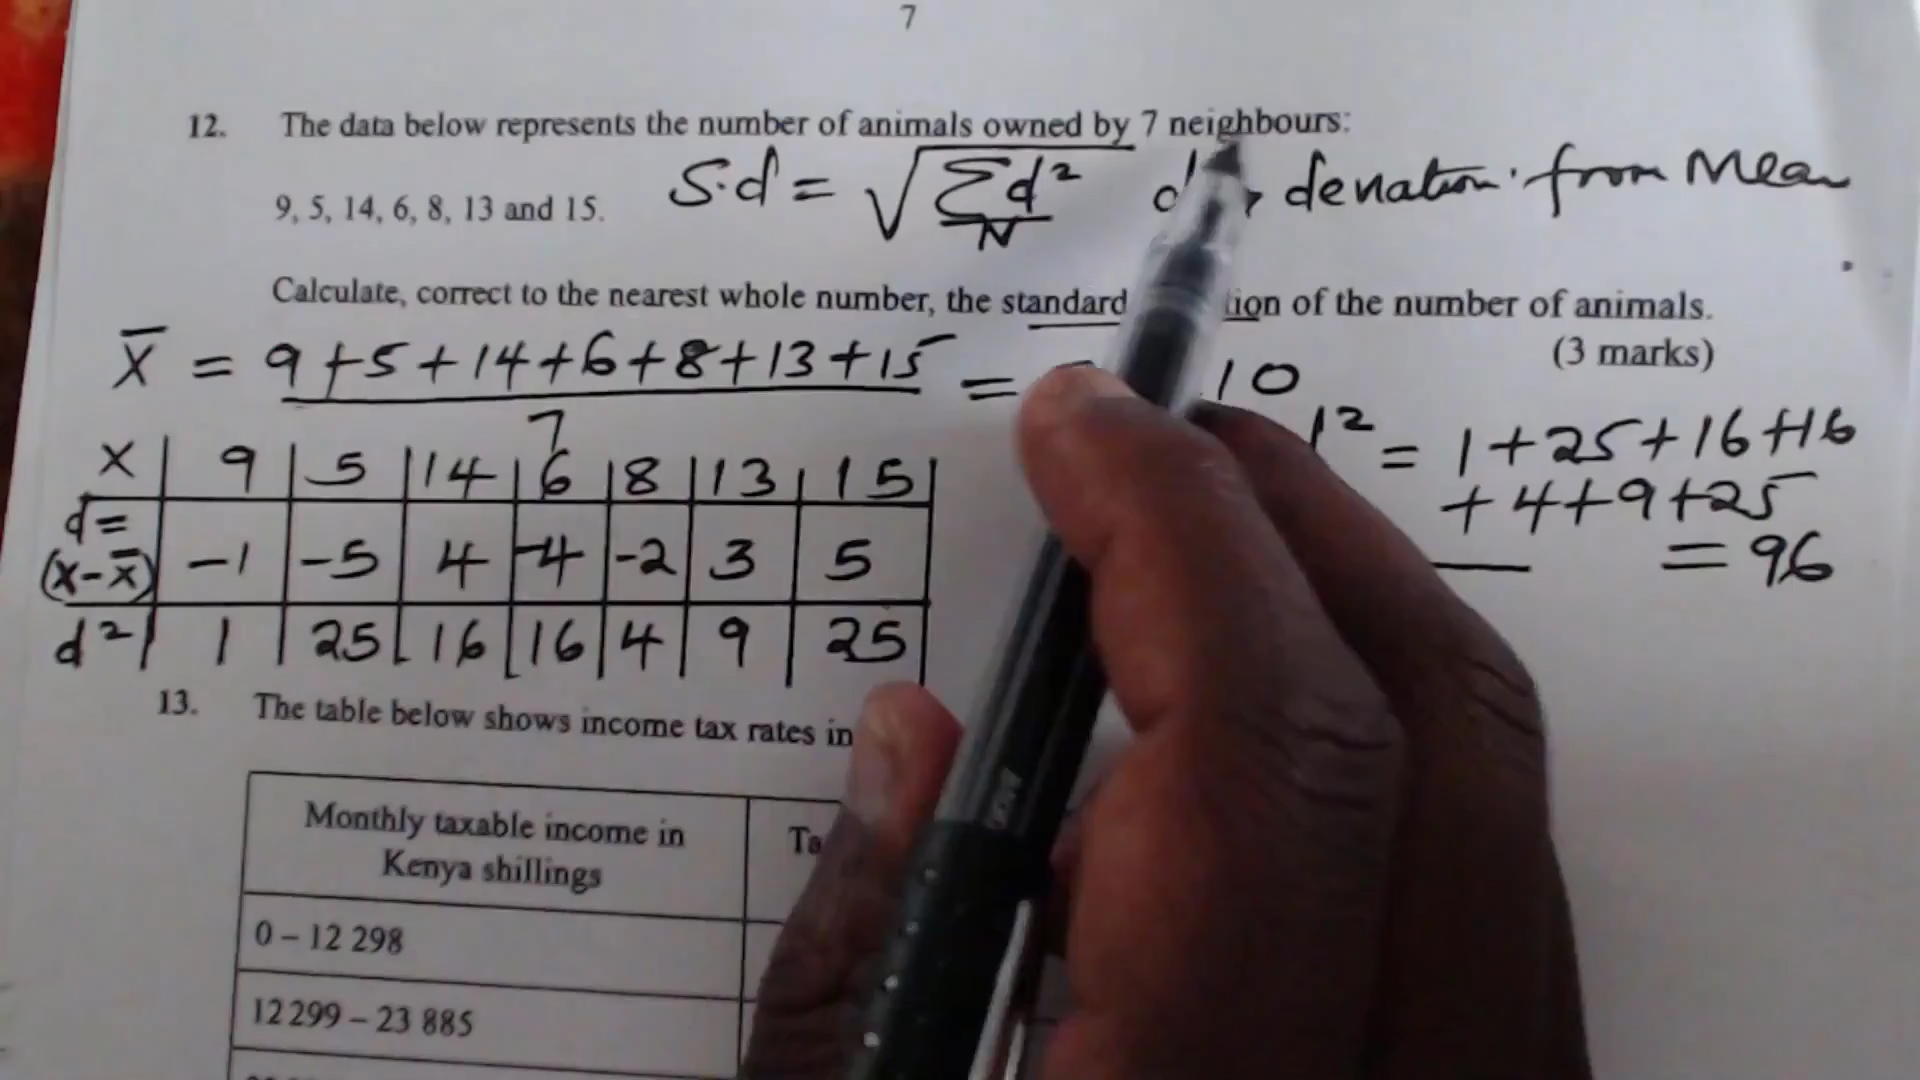 7
12. The data below represents the number of animals owned by 7 neighbours:
S.d = √Σd²/N d deviation from Mean
9, 5, 14, 6, 8, 13 and 15.
Calculate, correct to the nearest whole number, the standard ion of the number of animals.
(3 marks)
X̄ = 9+5+14+6+8+13+15 = 10
7
² = 1+25+16+16
+4+9+25
= 96
X | 9 | 5 | 14 | 6 | 8 | 13 | 15
d= (x-x̄) | -1 | -5 | 4 | -4 | -2 | 3 | 5
d² | 1 | 25 | 16 | 16 | 4 | 9 | 25
13. The table below shows income tax rates in
Monthly taxable income in
Kenya shillings
0 – 12 298
12 299 – 23 885